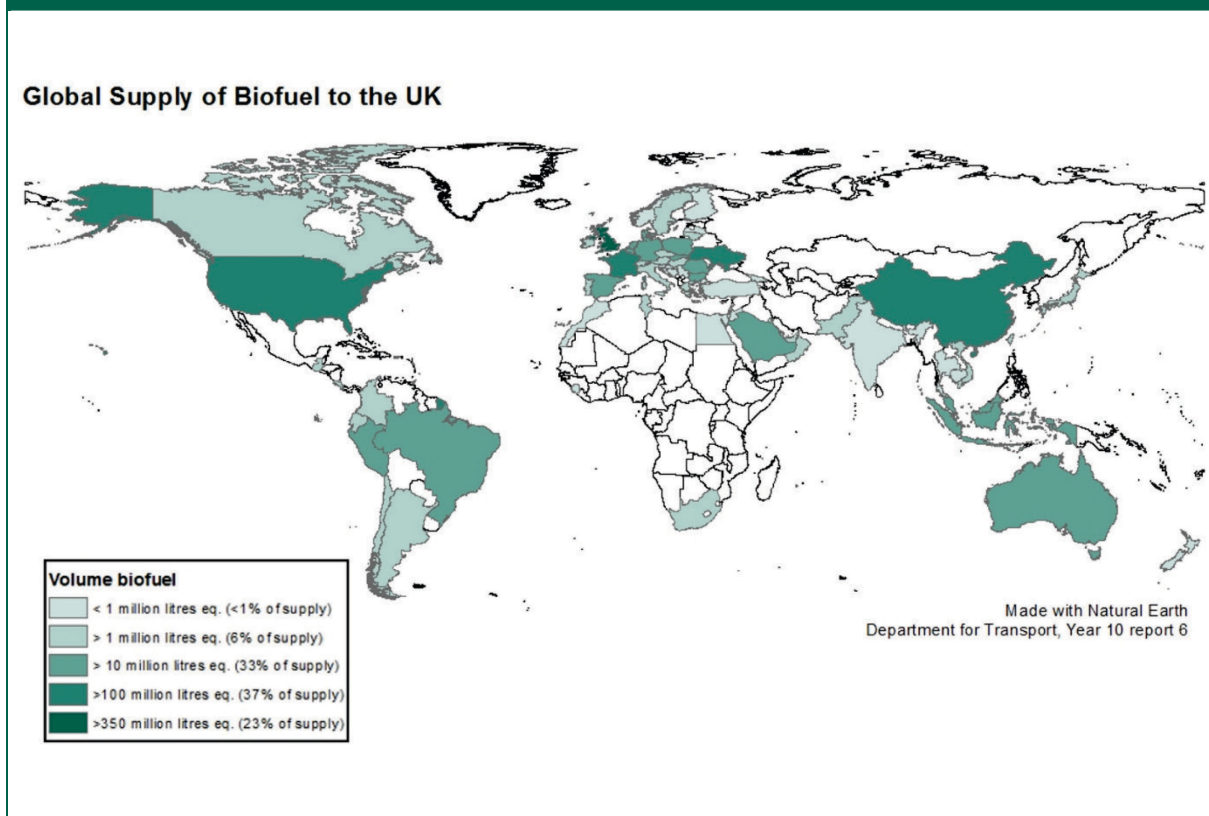 Global Supply of Biofuel to the UK
Volume biofuel
< 1 million litres eq. (<1% of supply)
> 1 million litres eq. (6% of supply)
> 10 million litres eq. (33% of supply)
>100 million litres eq. (37% of supply)
>350 million litres eq. (23% of supply)
Made with Natural Earth
Department for Transport, Year 10 report 6